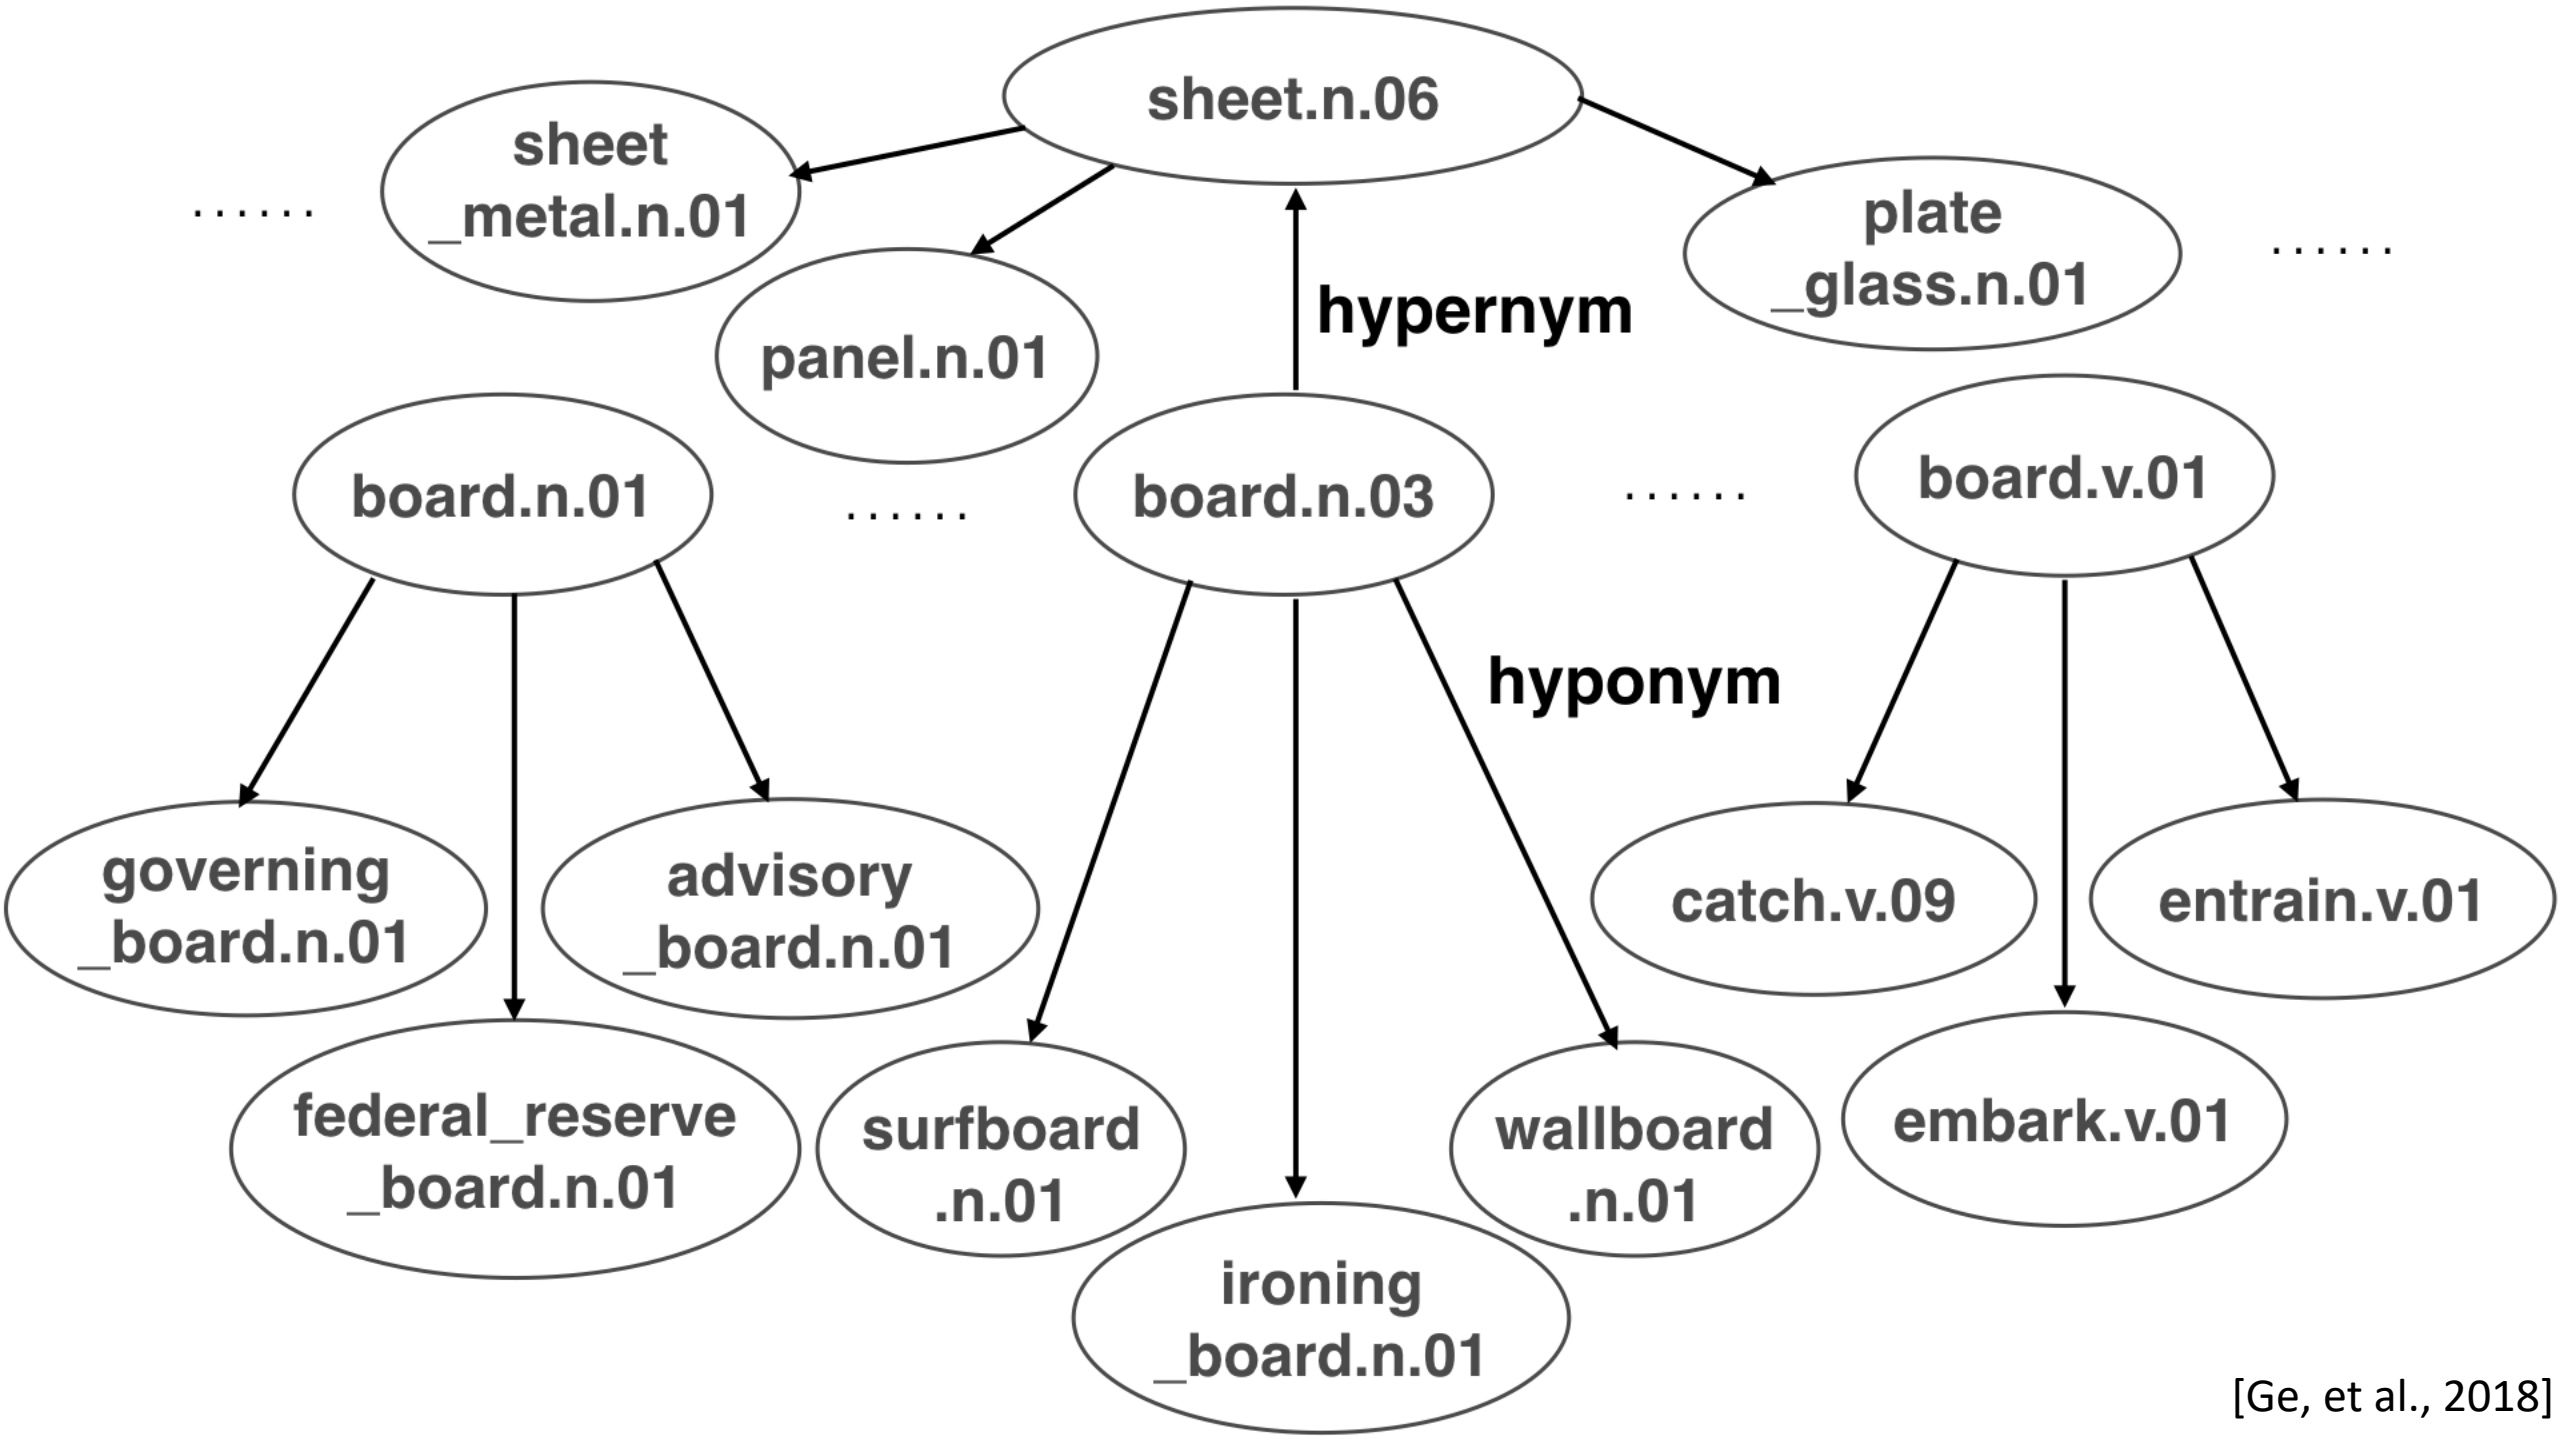 sheet.n.06
sheet
_metal.n.01
......
plate
_glass.n.01
......
hypernym
panel.n.01
board.n.01
......
board.n.03
......
board.v.01
hyponym
governing
_board.n.01
advisory
_board.n.01
catch.v.09
entrain.v.01
federal_reserve
_board.n.01
surfboard
.n.01
wallboard
.n.01
embark.v.01
ironing
_board.n.01
[Ge, et al., 2018]